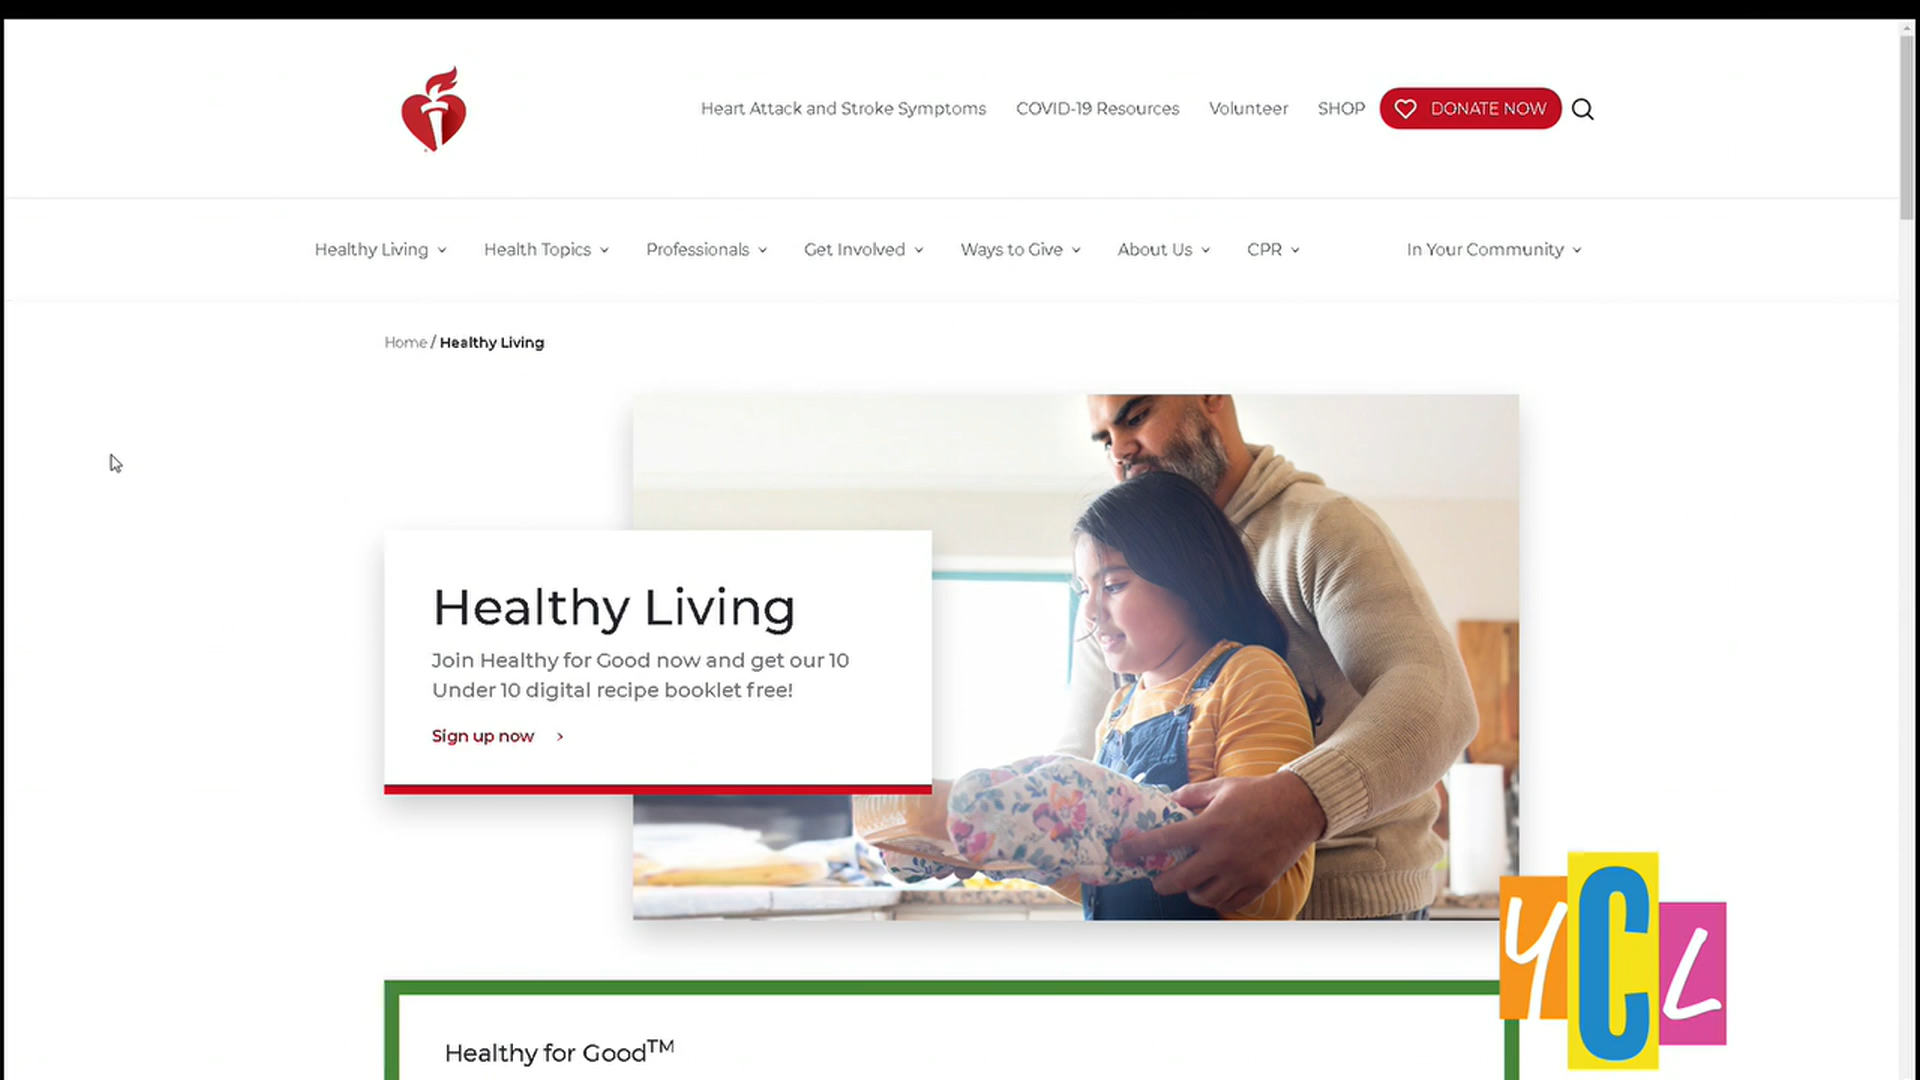 Heart Attack and Stroke Symptoms COVID-19 Resources Volunteer SHOP DONATE NOW
Healthy Living Health Topics Professionals Get Involved Ways to Give About Us CPR In Your Community
Home / Healthy Living
Healthy Living
Join Healthy for Good now and get our 10
Under 10 digital recipe booklet free!
Sign up now
Healthy for Good™
YCL